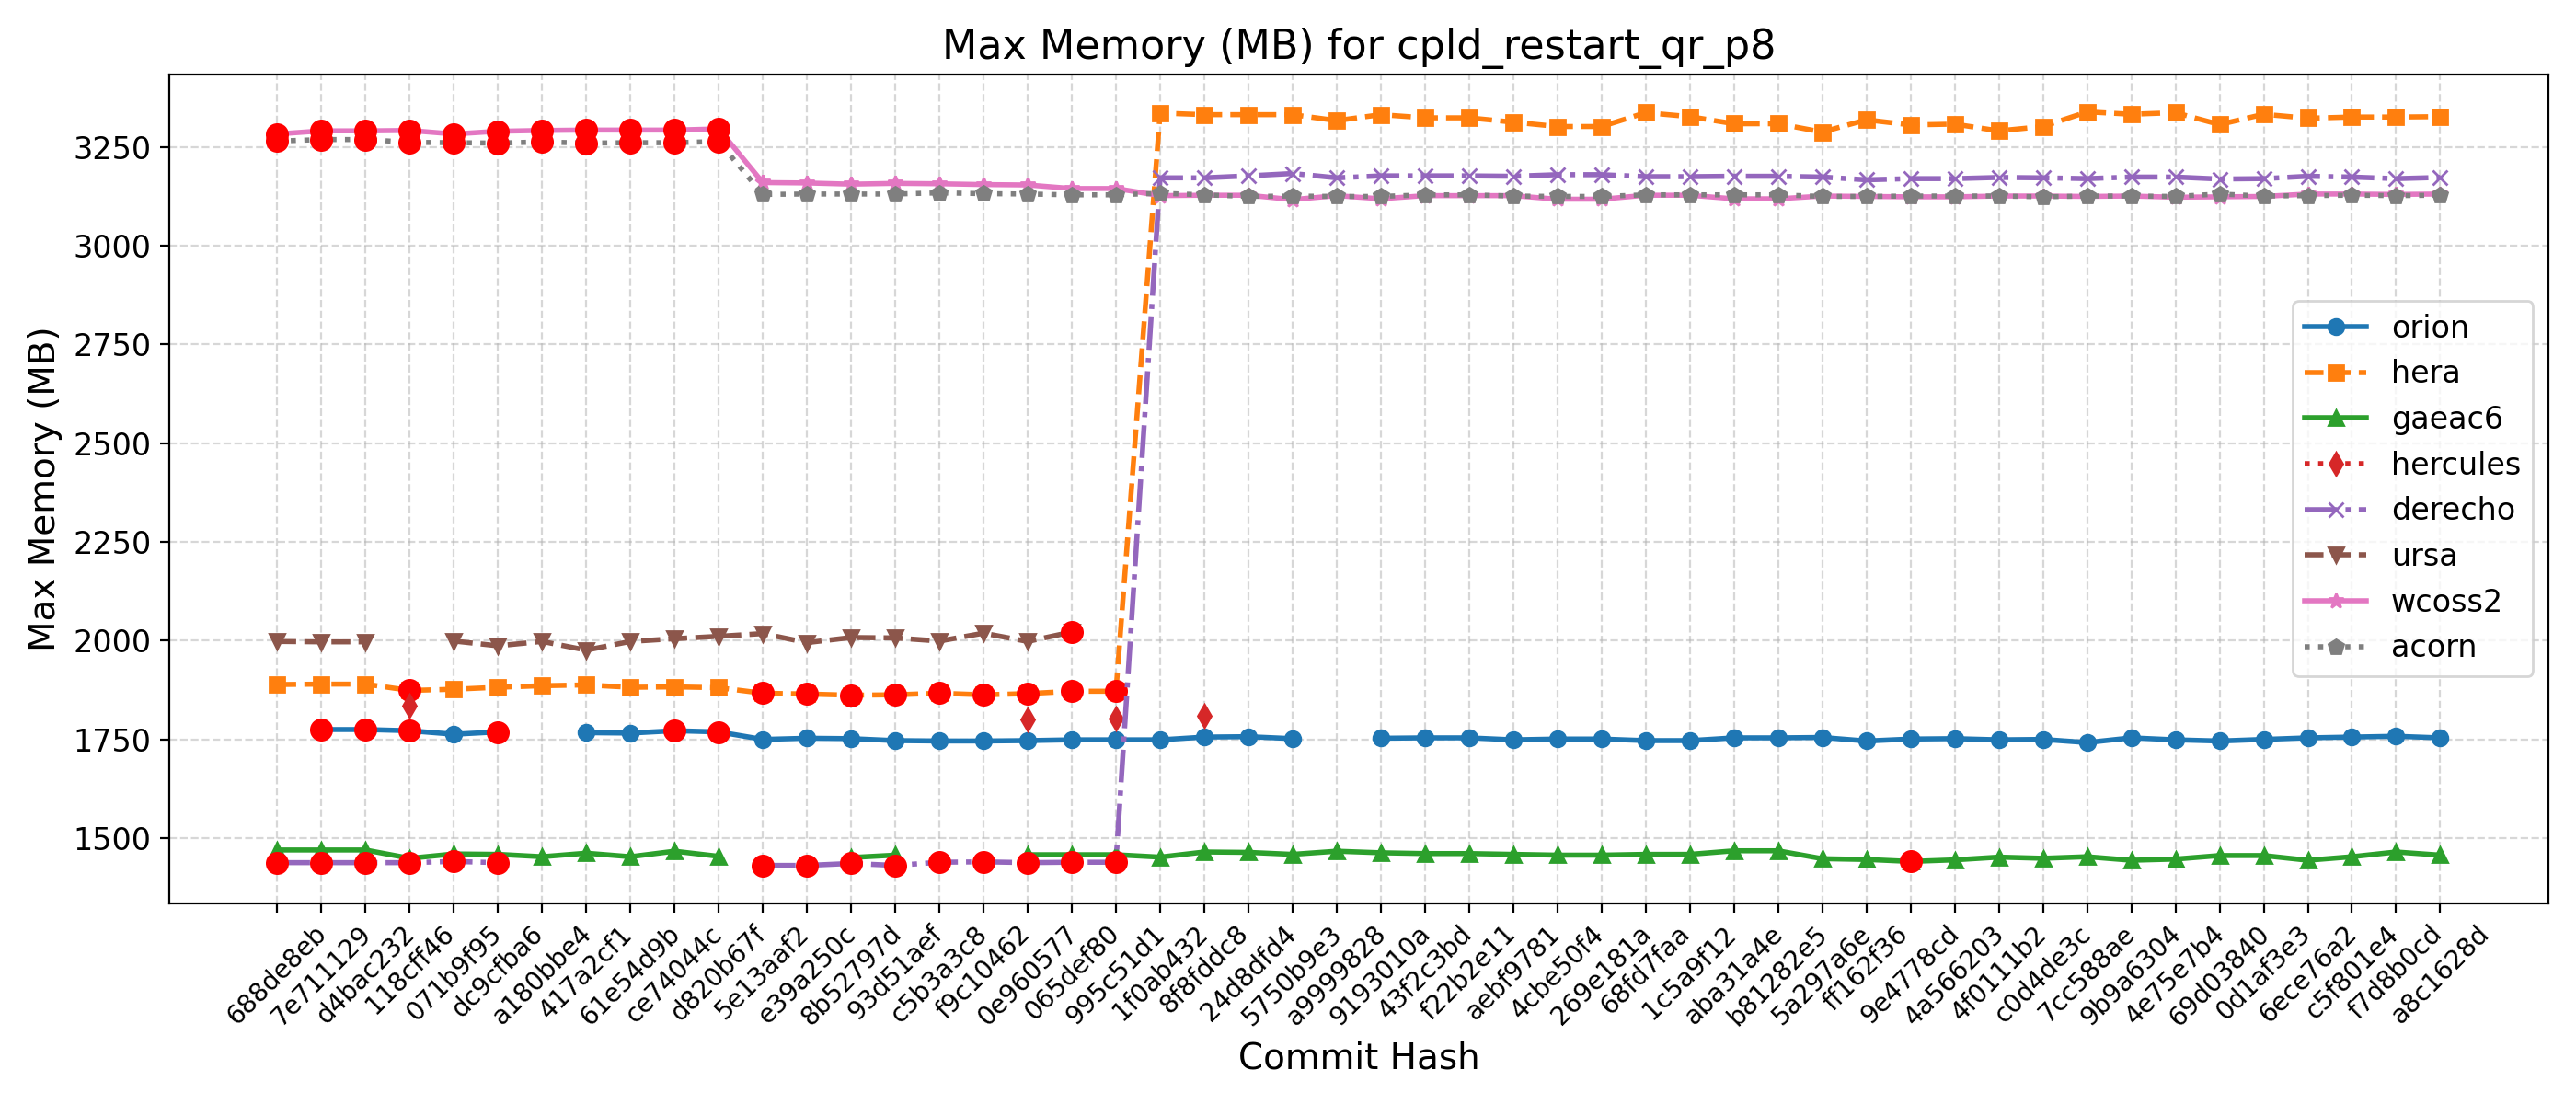 Max Memory (MB) for cpld_restart_qr_p8
Max Memory (MB)
3250
3000
2750
2500
2250
2000
1750
1500
orion
hera
gaeac6
hercules
derecho
ursa
wcoss2
acorn
688de8eb
7e711129
d4bac232
118cff46
071b9f95
dc9cfba6
a180bbe4
417a2cf1
61e54d9b
ce74044c
d820b67f
5e13aaf2
e39a250c
8b52797d
93d51aef
c5b3a3c8
f9c10462
0e960577
065def80
995c51d1
1f0ab432
8f8fddc8
24d8dfd4
5750b9e3
a9999828
9193010a
43f2c3bd
f22b2e11
aebf9781
4cbe50f4
269e181a
68fd7faa
1c5a9f12
aba31a4e
b81282e5
5a297a6e
ff162f36
9e4778cd
4a566203
4f0111b2
c0d4de3c
7cc588ae
9b9a6304
4e75e7b4
69d03840
0d1af3e3
6ece76a2
c5f801e4
f7d8b0cd
a8c1628d
Commit Hash